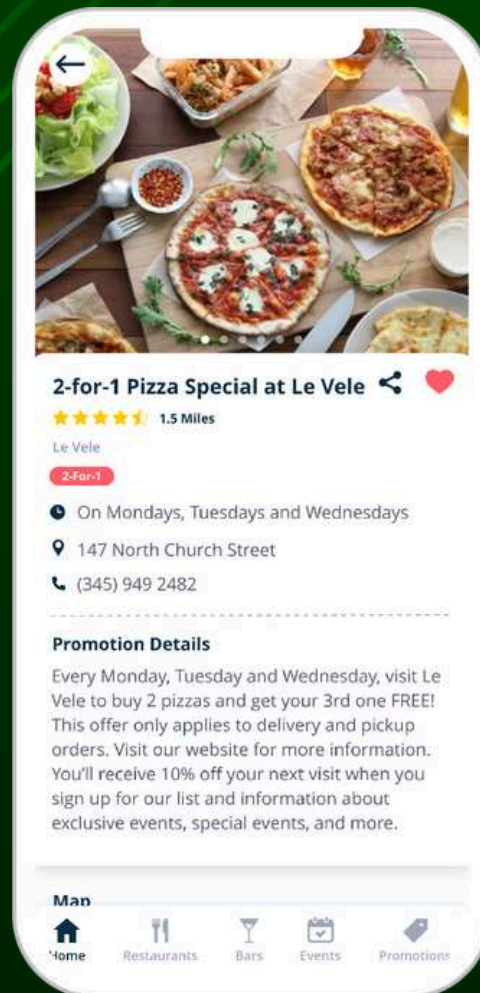 2-for-1 Pizza Special at Le Vele
1.5 Miles
Le Vele
2-For-1
On Mondays, Tuesdays and Wednesdays
147 North Church Street
(345) 949 2482
Promotion Details
Every Monday, Tuesday and Wednesday, visit Le
Vele to buy 2 pizzas and get your 3rd one FREE!
This offer only applies to delivery and pickup
orders. Visit our website for more information.
You'll receive 10% off your next visit when you
sign up for our list and information about
exclusive events, special events, and more.
Map
Home Restaurants Bars Events Promotions